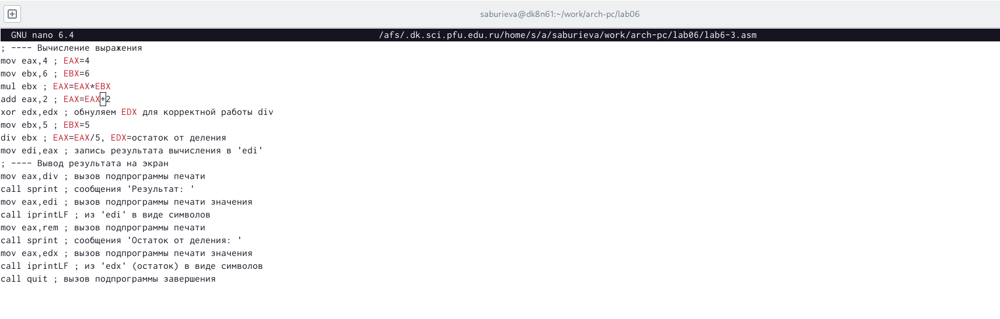 saburieva@dk8n61:~/work/arch-pc/lab06
GNU nano 6.4 /afs/.dk.sci.pfu.edu.ru/home/s/a/saburieva/work/arch-pc/lab06/lab6-3.asm
; ---- Вычисление выражения
mov eax,4 ; EAX=4
mov ebx,6 ; EBX=6
mul ebx ; EAX=EAX*EBX
add eax,2 ; EAX=EAX+2
xor edx,edx ; обнуляем EDX для корректной работы div
mov ebx,5 ; EBX=5
div ebx ; EAX=EAX/5, EDX=остаток от деления
mov edi,eax ; запись результата вычисления в 'edi'
; ---- Вывод результата на экран
mov eax,div ; вызов подпрограммы печати
call sprint ; сообщения 'Результат: '
mov eax,edi ; вызов подпрограммы печати значения
call iprintLF ; из 'edi' в виде символов
mov eax,rem ; вызов подпрограммы печати
call sprint ; сообщения 'Остаток от деления: '
mov eax,edx ; вызов подпрограммы печати значения
call iprintLF ; из 'edx' (остаток) в виде символов
call quit ; вызов подпрограммы завершения